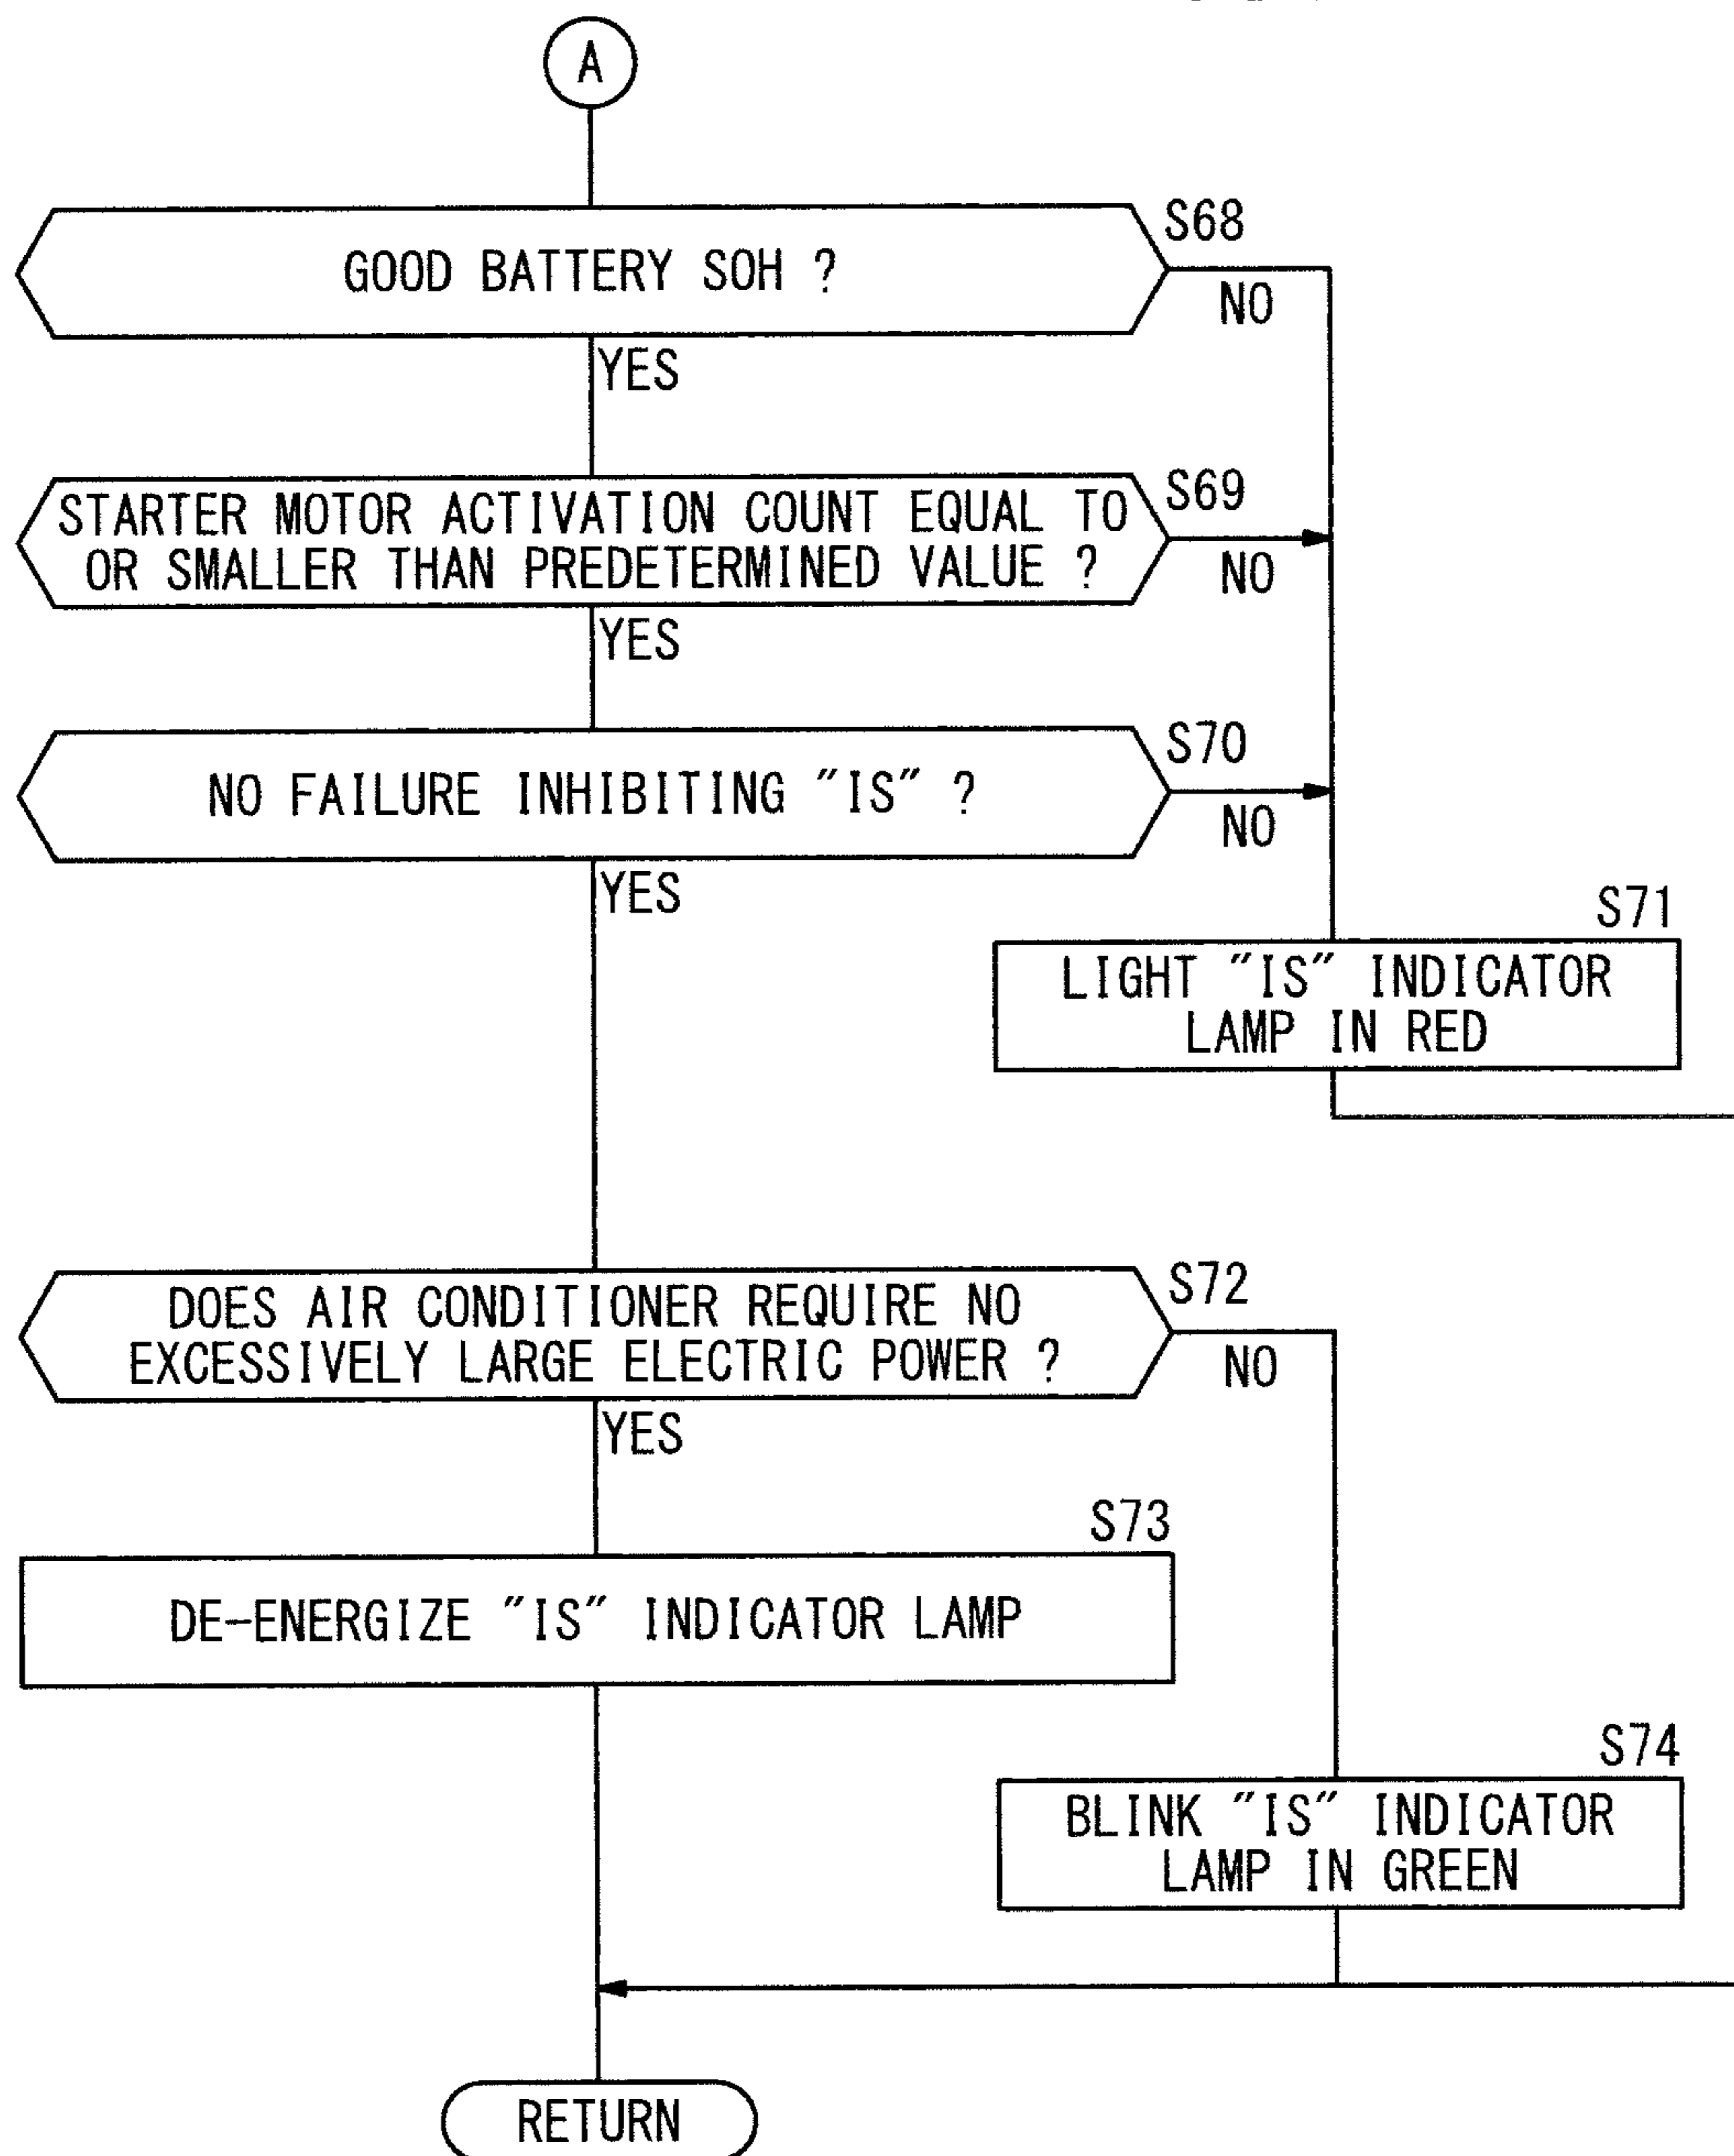 A
S68
GOOD BATTERY SOH ?
NO
YES
S69
STARTER MOTOR ACTIVATION COUNT EQUAL TO
OR SMALLER THAN PREDETERMINED VALUE ?
NO
YES
S70
NO FAILURE INHIBITING "IS" ?
NO
YES
S71
LIGHT "IS" INDICATOR
LAMP IN RED
S72
DOES AIR CONDITIONER REQUIRE NO
EXCESSIVELY LARGE ELECTRIC POWER ?
NO
YES
S73
DE-ENERGIZE "IS" INDICATOR LAMP
S74
BLINK "IS" INDICATOR
LAMP IN GREEN
RETURN